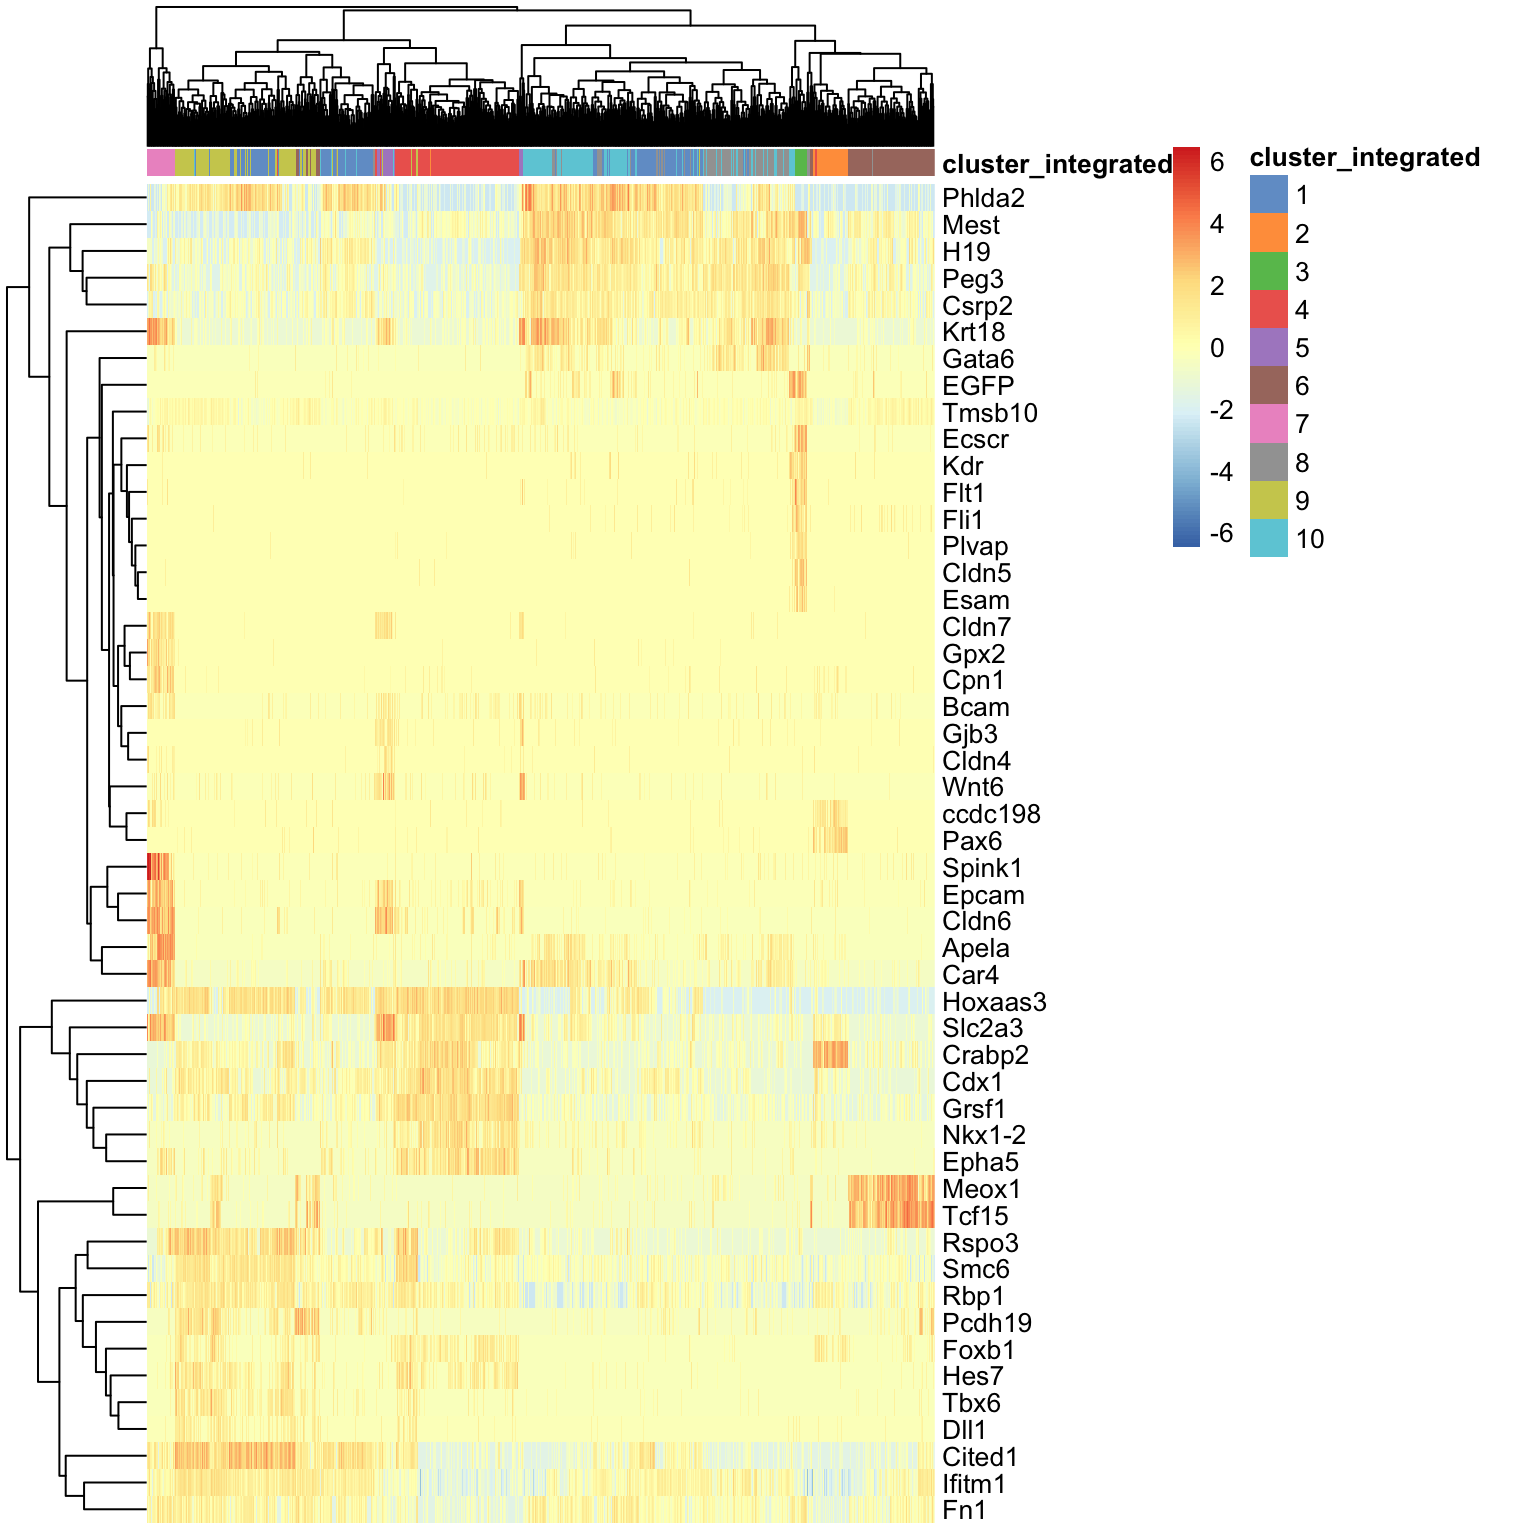 cluster_integrated
Phlda2
Mest
H19
Peg3
Csrp2
Krt18
Gata6
EGFP
Tmsb10
Ecscr
Kdr
Flt1
Fli1
Plvap
Cldn5
Esam
Cldn7
Gpx2
Cpn1
Bcam
Gjb3
Cldn4
Wnt6
ccdc198
Pax6
Spink1
Epcam
Cldn6
Apela
Car4
Hoxaas3
Slc2a3
Crabp2
Cdx1
Grsf1
Nkx1-2
Epha5
Meox1
Tcf15
Rspo3
Smc6
Rbp1
Pcdh19
Foxb1
Hes7
Tbx6
Dll1
Cited1
Ifitm1
Fn1
6
4
2
0
-2
-4
-6
cluster_integrated
1
2
3
4
5
6
7
8
9
10